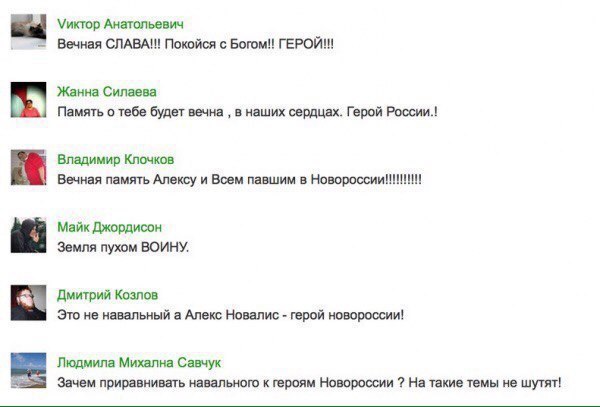 Vиктор Анатольевич
Вечная СЛАВА!!! Покойся с Богом!! ГЕРОЙ!!!
Жанна Силаева
Память о тебе будет вечна , в наших сердцах. Герой России.!
Владимир Клочков
Вечная память Алексу и Всем павшим в Новороссии!!!!!!!!!!
Майк Джордисон
Земля пухом ВОИНУ.
Дмитрий Козлов
Это не навальный а Алекс Новалис - герой новороссии!
Людмила Михална Савчук
Зачем приравнивать навального к героям Новороссии ? На такие темы не шутят!